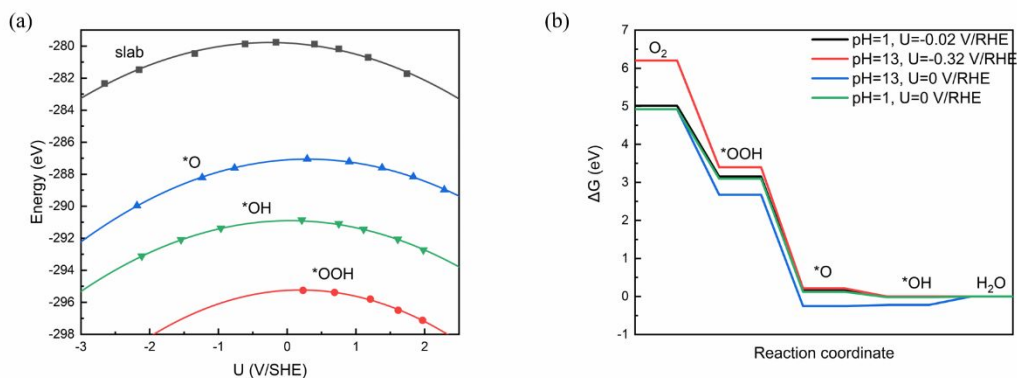 (a)
-280
-282
-284
-286
-288
-290
-292
-294
-296
-298
Energy (eV)
slab
*O
*OH
*OOH
-3
-2
-1
0
1
2
U (V/SHE)
(b)
7
6
5
4
3
2
1
0
-1
ΔG (eV)
pH=1, U=-0.02 V/RHE
pH=13, U=-0.32 V/RHE
pH=13, U=0 V/RHE
pH=1, U=0 V/RHE
O₂
*OOH
*O
*OH
H₂O
Reaction coordinate